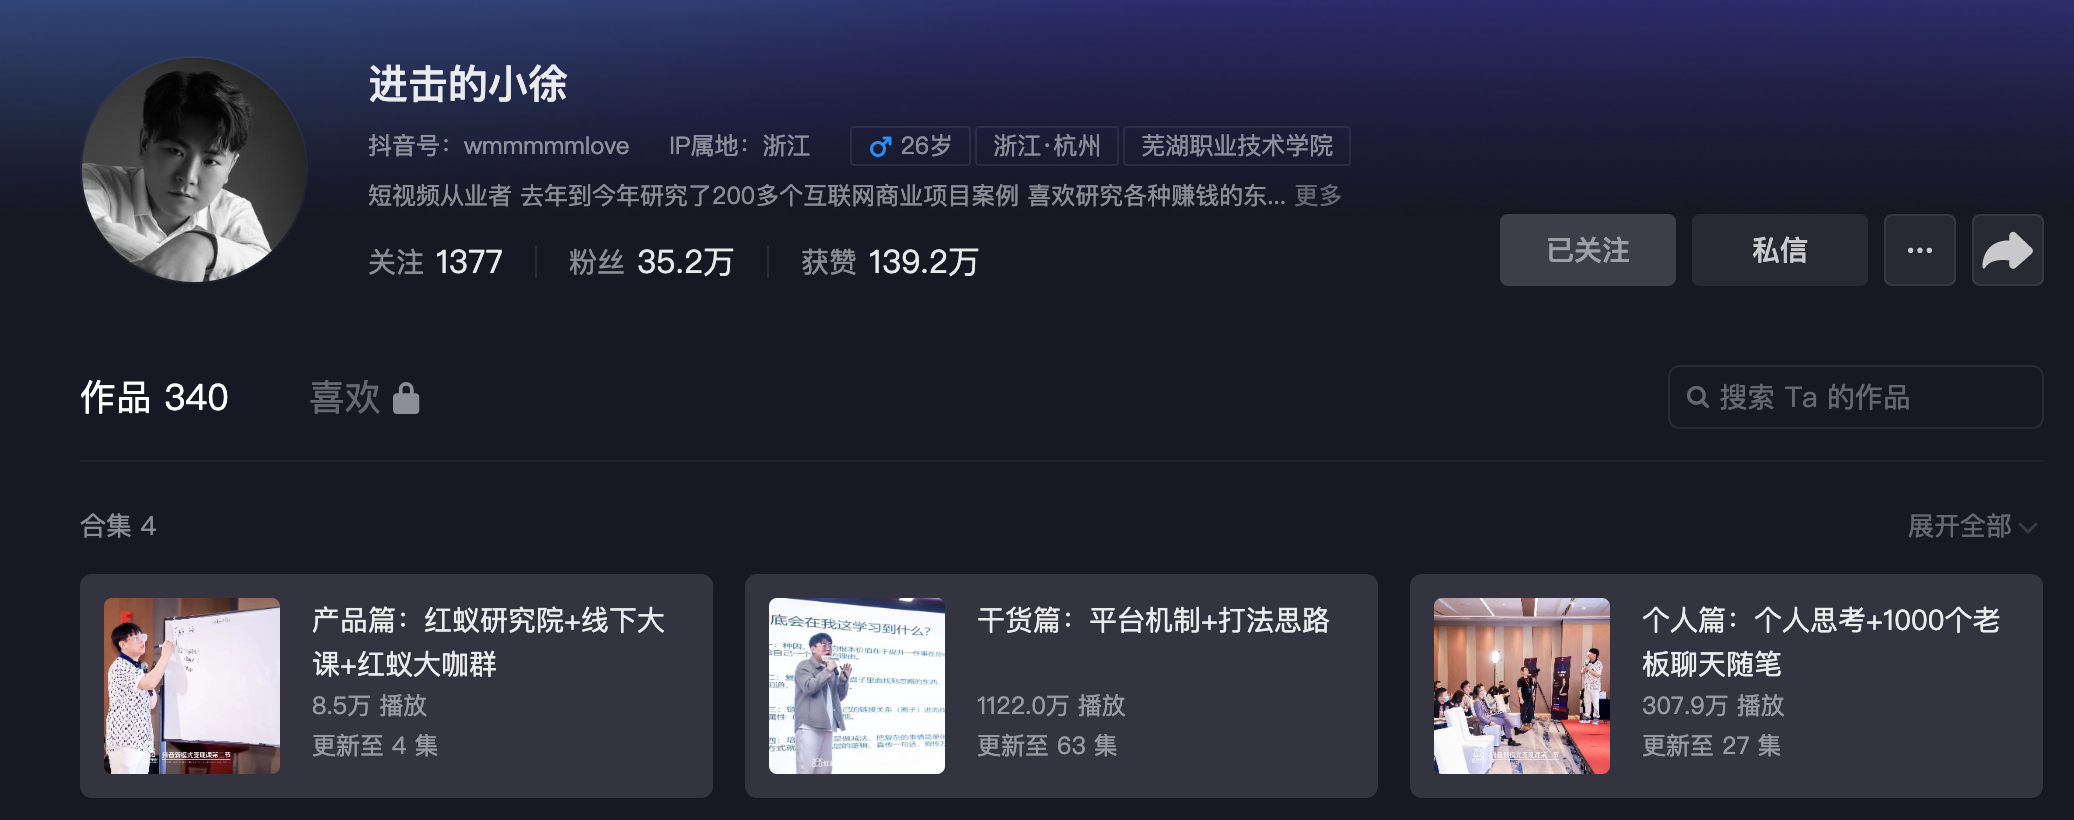 进击的小徐
抖音号：wmmmmmlove IP属地：浙江 26岁 浙江·杭州 芜湖职业技术学院
短视频从业者 去年到今年研究了200多个互联网商业项目案例 喜欢研究各种赚钱的东... 更多
关注 1377 粉丝 35.2万 获赞 139.2万
已关注 私信 ...
作品 340 喜欢
搜索 Ta 的作品
合集 4
展开全部
产品篇：红蚁研究院+线下大
课+红蚁大咖群
8.5万 播放
更新至 4 集
底会在我这学习到什么?
干货篇：平台机制+打法思路
1122.0万 播放
更新至 63 集
个人篇：个人思考+1000个老
板聊天随笔
307.9万 播放
更新至 27 集